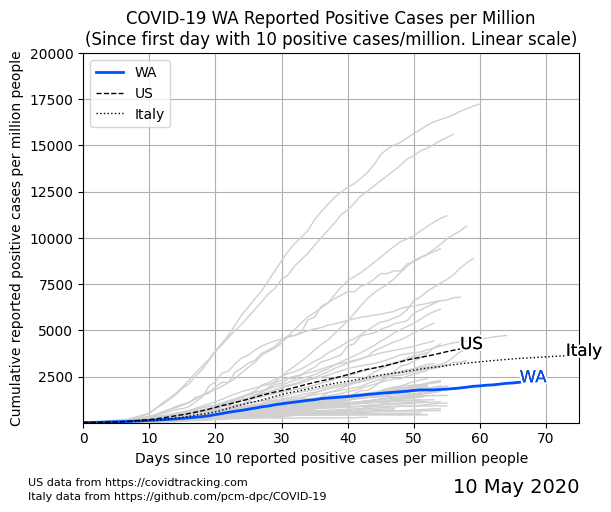 COVID-19 WA Reported Positive Cases per Million
(Since first day with 10 positive cases/million. Linear scale)
Cumulative reported positive cases per million people
20000
17500
15000
12500
10000
7500
5000
2500
WA
US
Italy
US
Italy
WA
0 10 20 30 40 50 60 70
Days since 10 reported positive cases per million people
US data from https://covidtracking.com
Italy data from https://github.com/pcm-dpc/COVID-19
10 May 2020